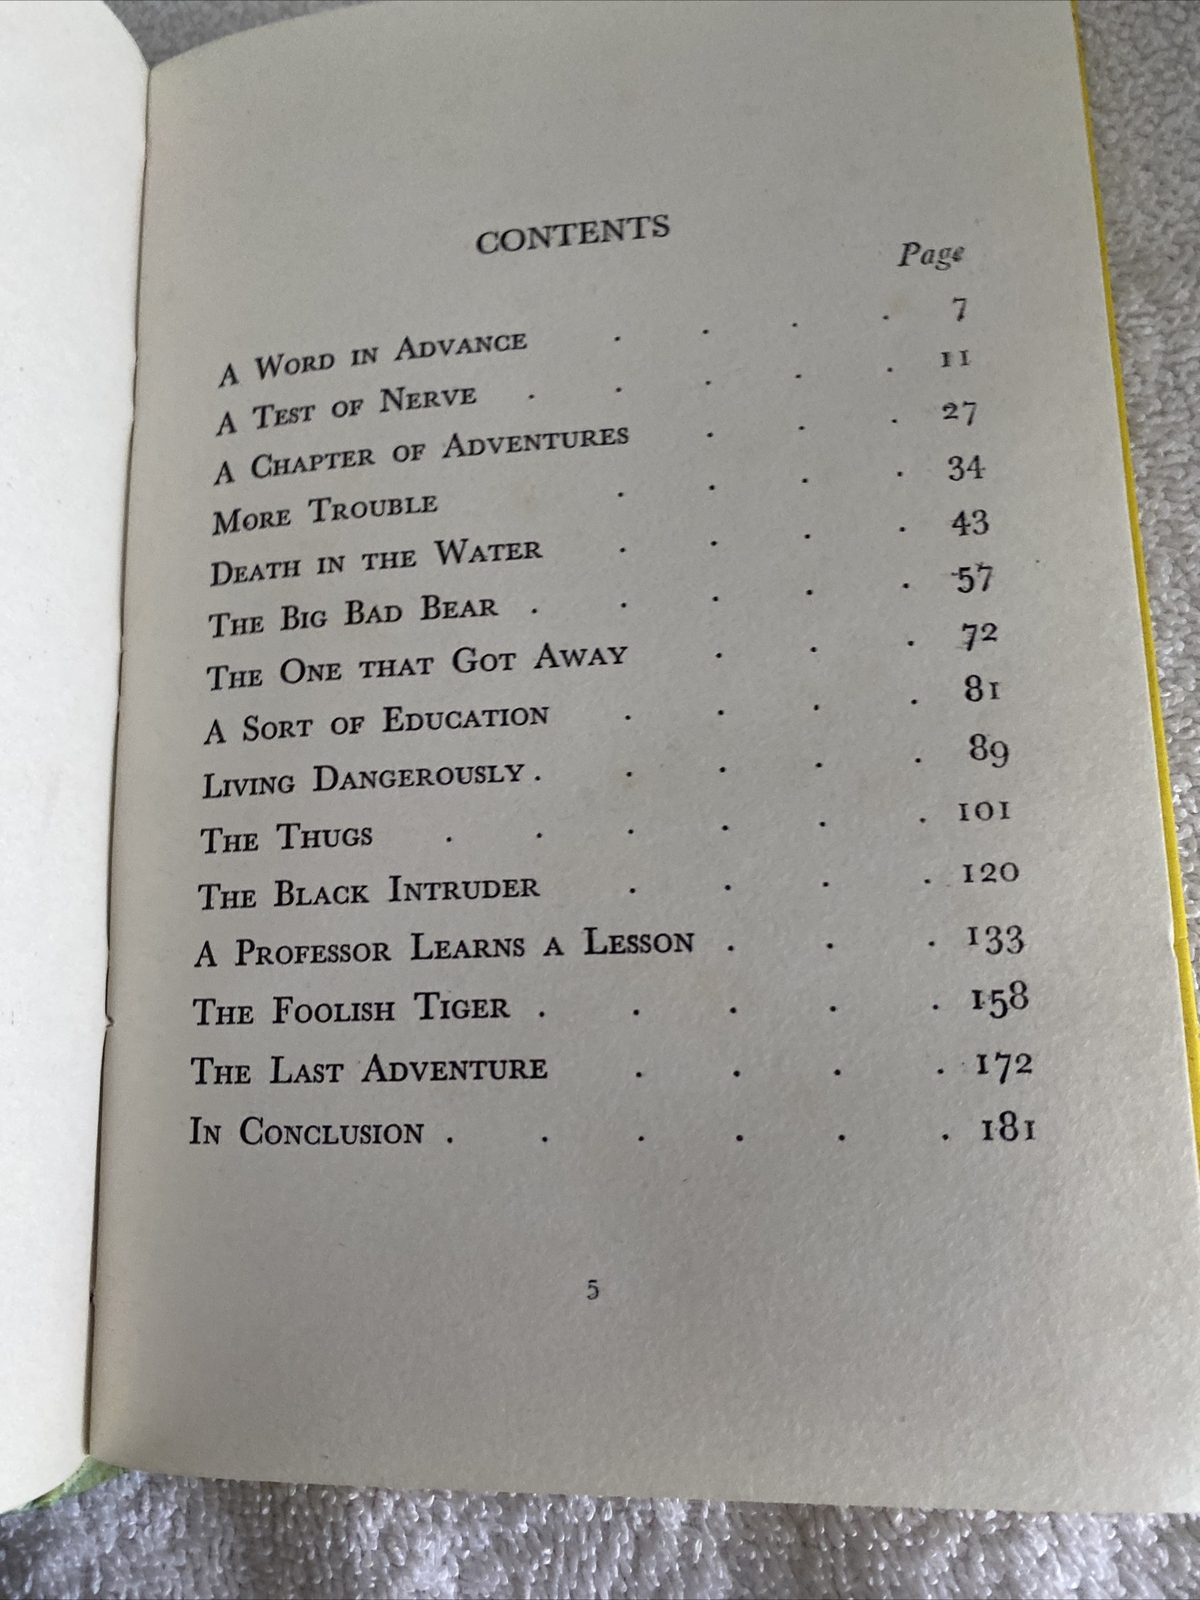 CONTENTS
Page
A WORD IN ADVANCE . . . . 7
A TEST OF NERVE . . . . . 11
A CHAPTER OF ADVENTURES . . . 27
MORE TROUBLE . . . . 34
DEATH IN THE WATER . . . . 43
THE BIG BAD BEAR . . . . . 57
THE ONE THAT GOT AWAY . . . 72
A SORT OF EDUCATION . . . . 81
LIVING DANGEROUSLY . . . . . 89
THE THUGS . . . . . . 101
THE BLACK INTRUDER . . . . 120
A PROFESSOR LEARNS A LESSON . . . 133
THE FOOLISH TIGER . . . . . 158
THE LAST ADVENTURE . . . . 172
IN CONCLUSION . . . . . . 181
5